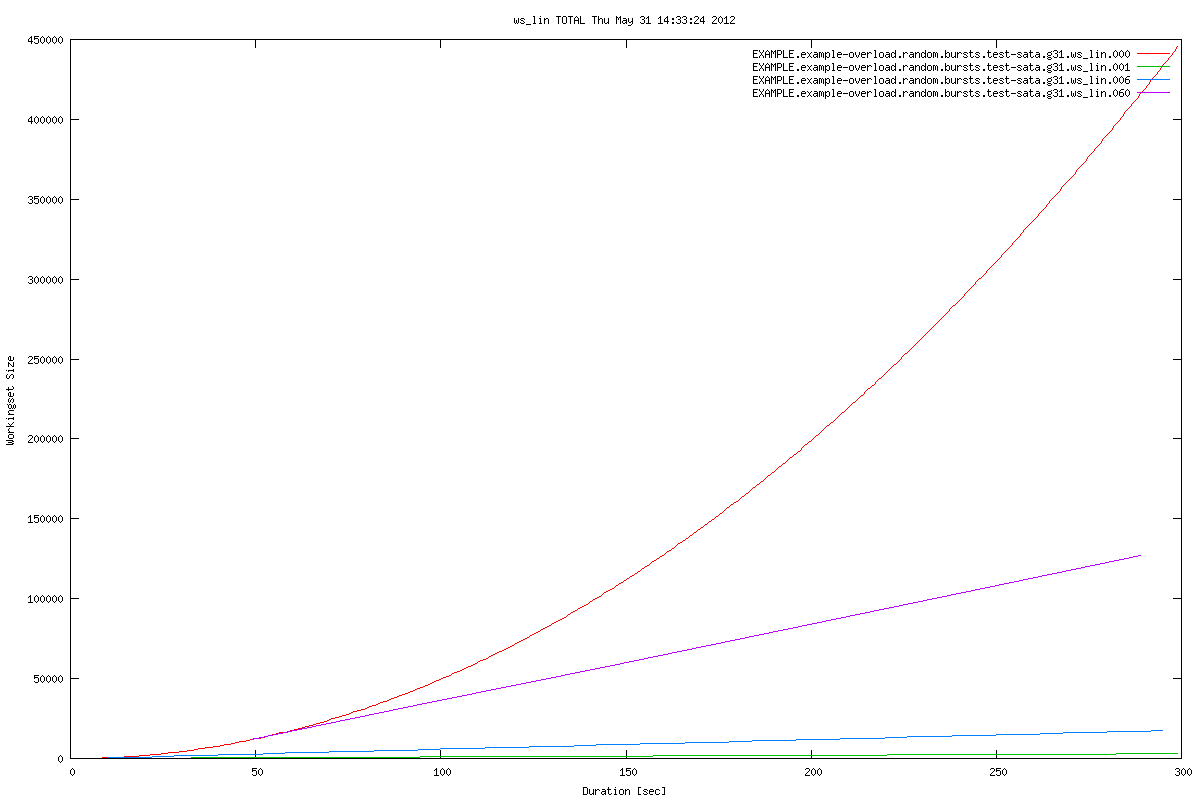 ws_lin TOTAL Thu May 31 14:33:24 2012
450000
400000
350000
300000
250000
200000
150000
100000
50000
0
Workingset Size
EXAMPLE.example-overload.random.bursts.test-sata.g31.ws_lin.000
EXAMPLE.example-overload.random.bursts.test-sata.g31.ws_lin.001
EXAMPLE.example-overload.random.bursts.test-sata.g31.ws_lin.006
EXAMPLE.example-overload.random.bursts.test-sata.g31.ws_lin.060
0 50 100 150 200 250 300
Duration [sec]